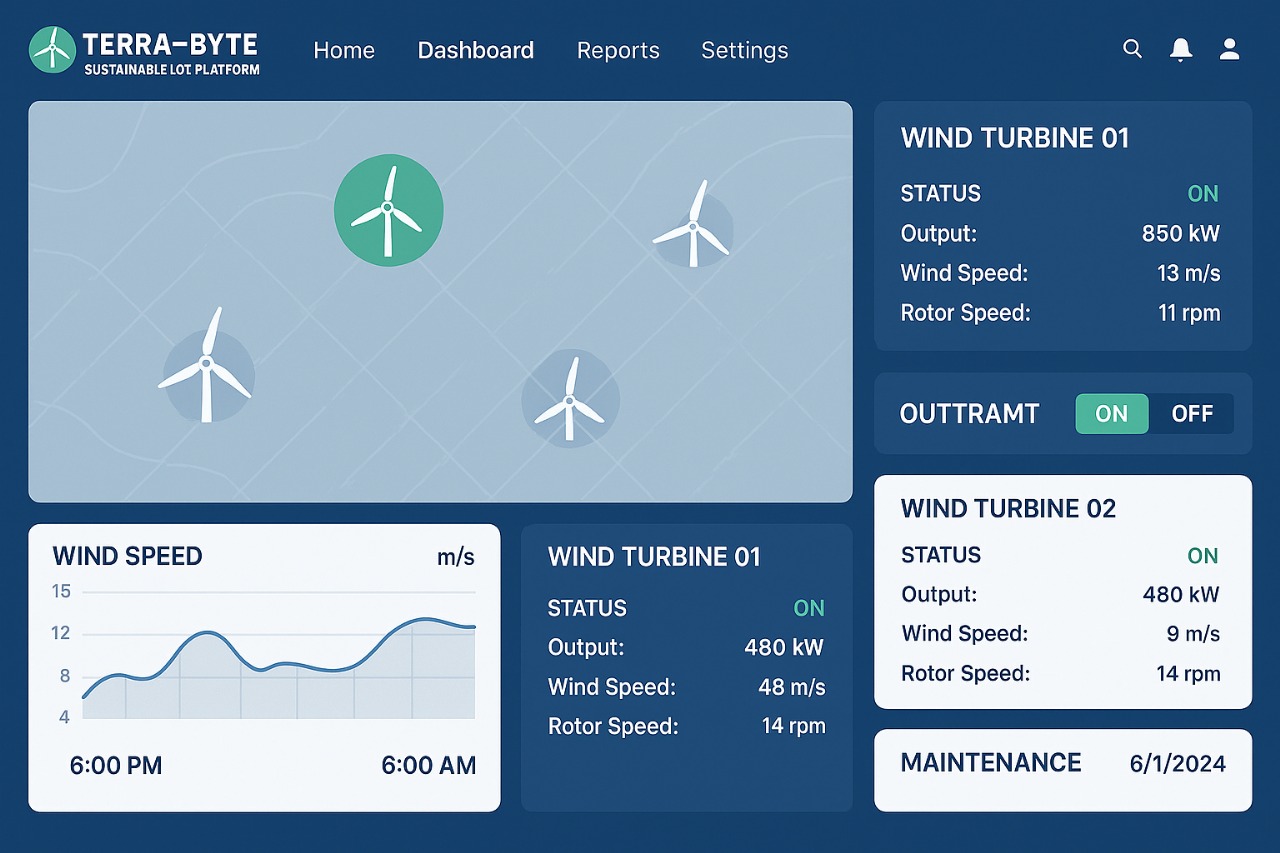 TERRA-BYTE
SUSTAINABLE LOT PLATFORM
Home Dashboard Reports Settings
WIND TURBINE 01
STATUS ON
Output: 850 kW
Wind Speed: 13 m/s
Rotor Speed: 11 rpm
OUTTRAMT ON OFF
WIND TURBINE 02
STATUS ON
Output: 480 kW
Wind Speed: 9 m/s
Rotor Speed: 14 rpm
MAINTENANCE 6/1/2024
WIND SPEED m/s
15
12
8
4
6:00 PM 6:00 AM
WIND TURBINE 01
STATUS ON
Output: 480 kW
Wind Speed: 48 m/s
Rotor Speed: 14 rpm